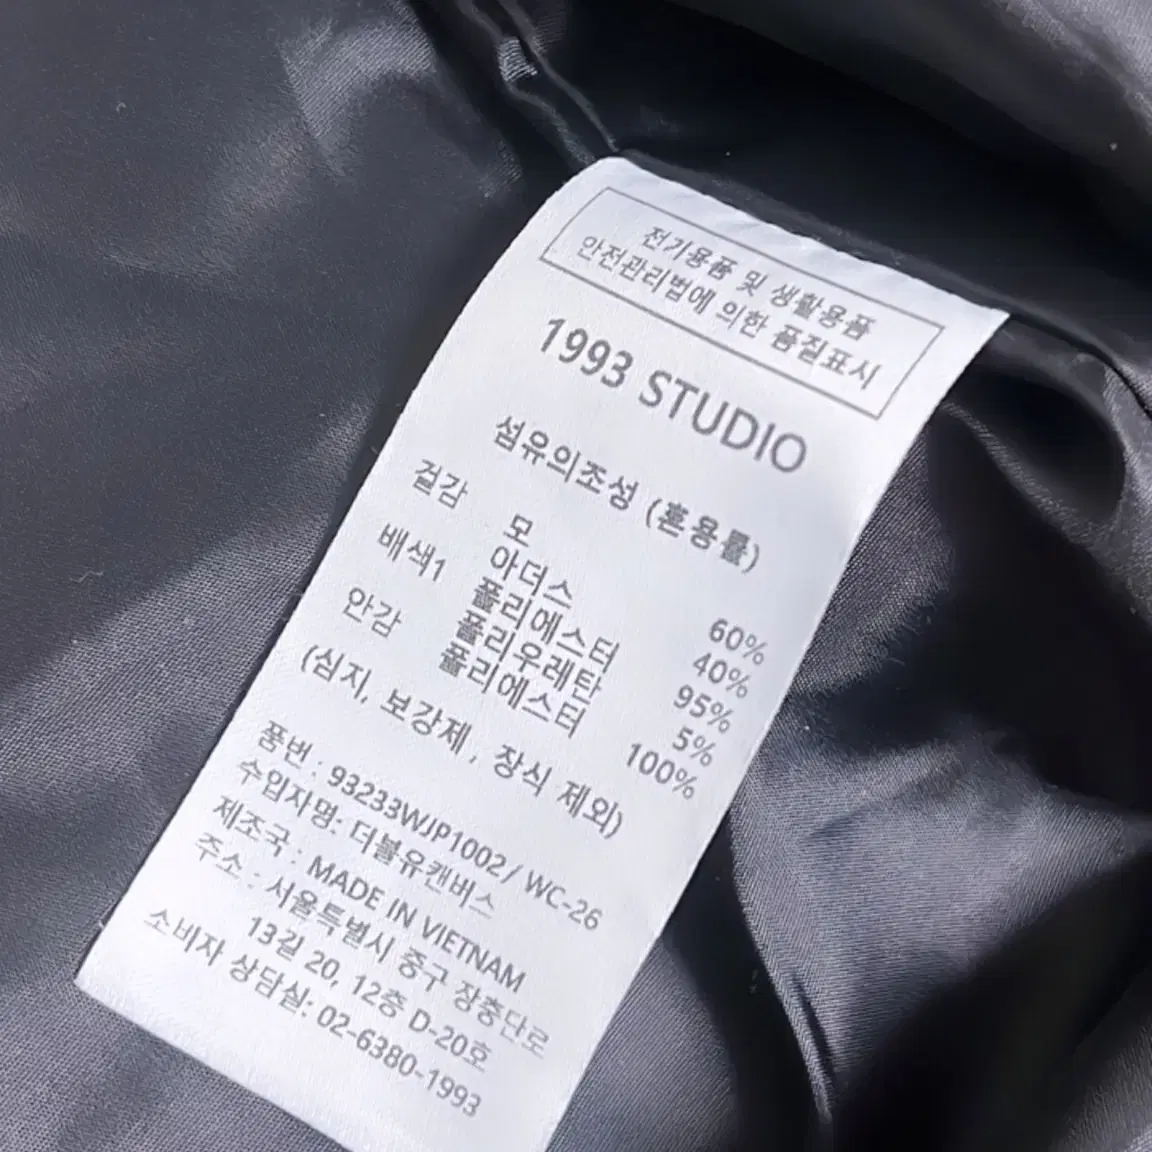 전기용품 및 생활용품
안전관리법에 의한 품질표시
1993 STUDIO
섬유의조성 (혼용률)
겉감 모 60%
아더스 40%
배색1 폴리에스터 95%
폴리우레탄 5%
안감 폴리에스터 100%
(심지, 보강제 , 장식 제외)
품번 : 93233WJP1002/ WC-26
수입자명: 더블유캔버스
제조국 : MADE IN VIETNAM
주소 : 서울특별시 중구 장충단로
13길 20, 12층 D-20호
소비자 상담실: 02-6380-1993